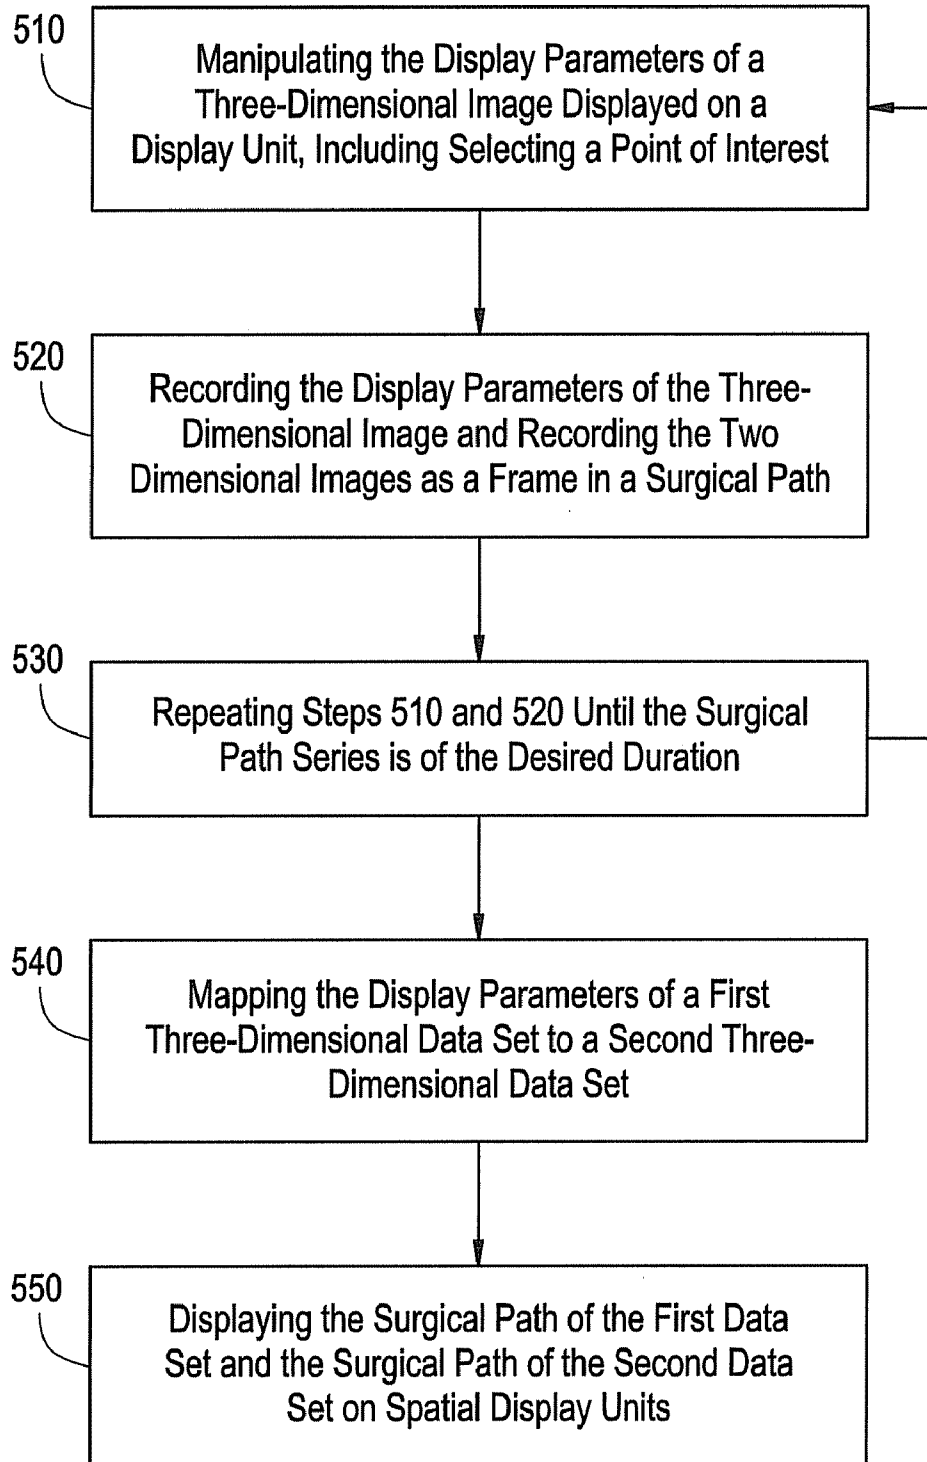 510
Manipulating the Display Parameters of a
Three-Dimensional Image Displayed on a
Display Unit, Including Selecting a Point of Interest
520
Recording the Display Parameters of the Three-
Dimensional Image and Recording the Two
Dimensional Images as a Frame in a Surgical Path
530
Repeating Steps 510 and 520 Until the Surgical
Path Series is of the Desired Duration
540
Mapping the Display Parameters of a First
Three-Dimensional Data Set to a Second Three-
Dimensional Data Set
550
Displaying the Surgical Path of the First Data
Set and the Surgical Path of the Second Data
Set on Spatial Display Units